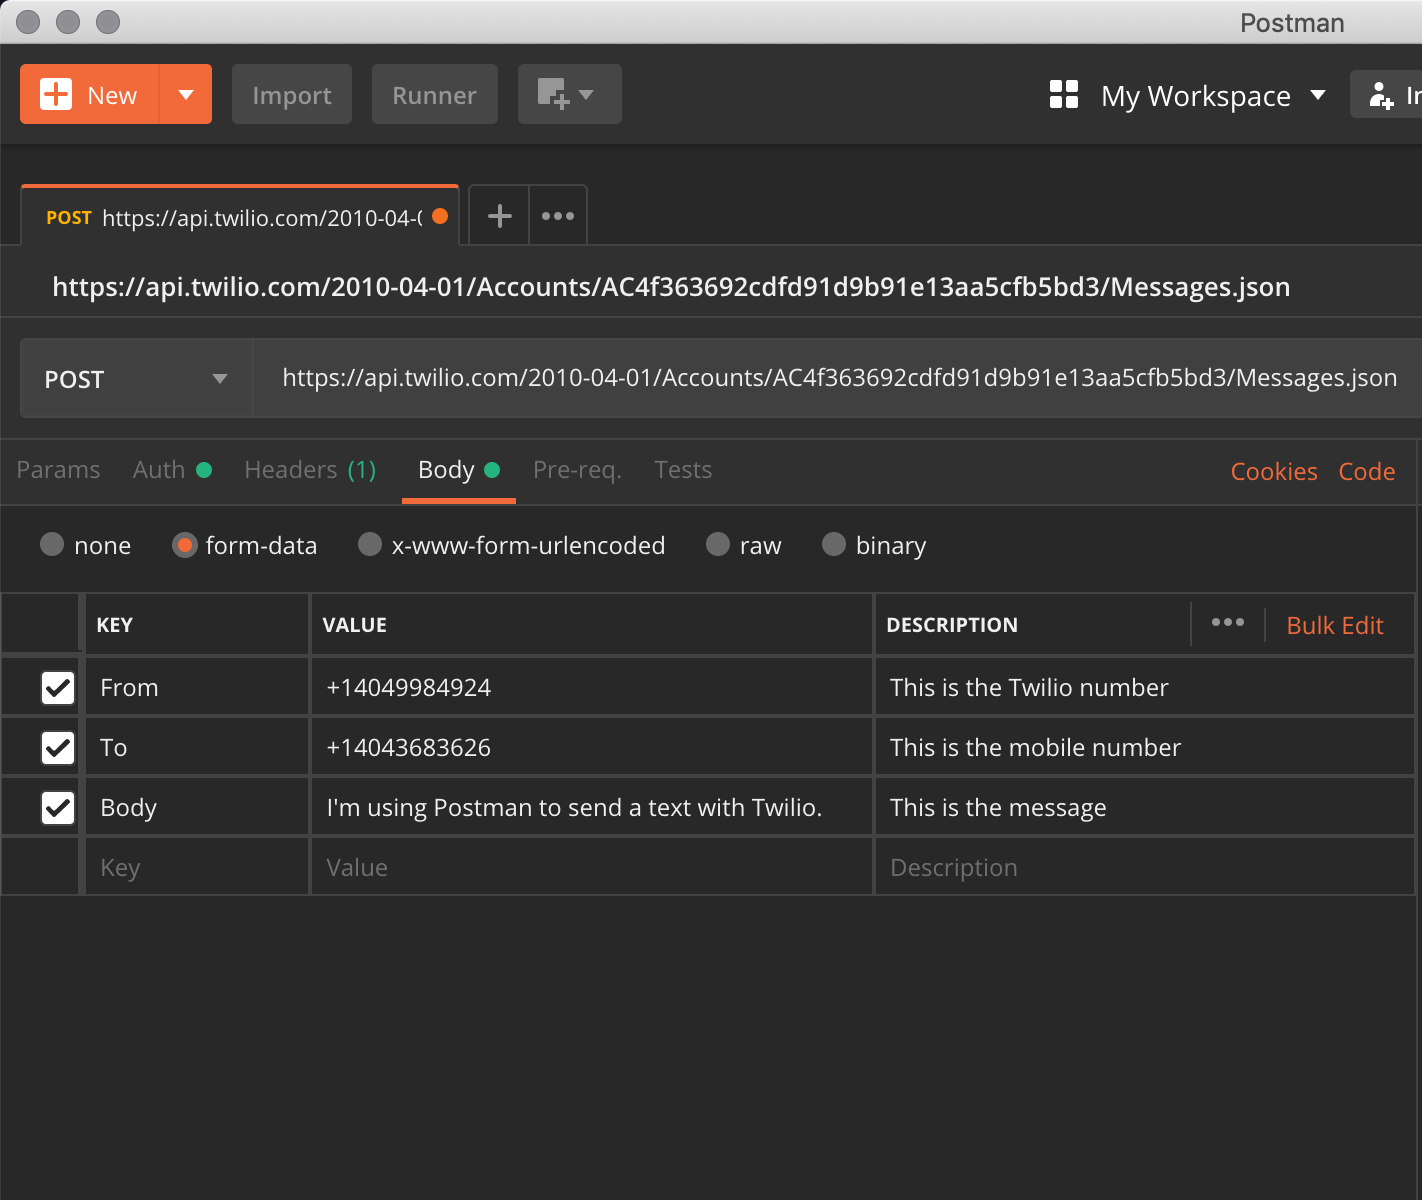 Postman
New Import Runner My Workspace
POST https://api.twilio.com/2010-04-
https://api.twilio.com/2010-04-01/Accounts/AC4f363692cdfd91d9b91e13aa5cfb5bd3/Messages.json
POST https://api.twilio.com/2010-04-01/Accounts/AC4f363692cdfd91d9b91e13aa5cfb5bd3/Messages.json
Params Auth Headers (1) Body Pre-req. Tests Cookies Code
none form-data x-www-form-urlencoded raw binary
KEY VALUE DESCRIPTION ••• Bulk Edit
From +14049984924 This is the Twilio number
To +14043683626 This is the mobile number
Body I'm using Postman to send a text with Twilio. This is the message
Key Value Description